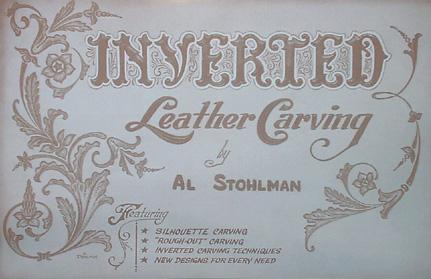 INVERTED
Leather Carving
by
AL STOHLMAN
Featuring
★ SILHOUETTE CARVING
★ "ROUGH-OUT" CARVING
★ INVERTED CARVING TECHNIQUES
★ NEW DESIGNS FOR EVERY NEED